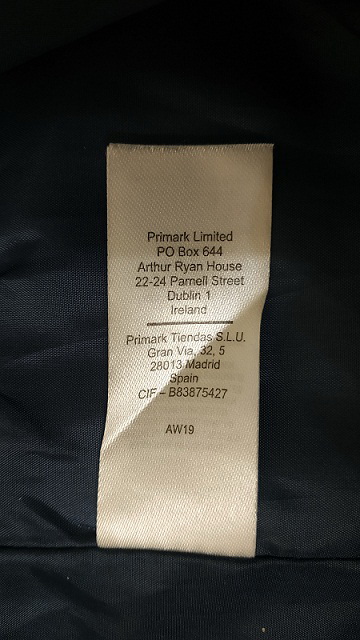 Primark Limited
PO Box 644
Arthur Ryan House
22-24 Parnell Street
Dublin 1
Ireland
Primark Tiendas S.L.U.
Gran Via, 32, 5
28013 Madrid
Spain
CIF – B83875427
AW19